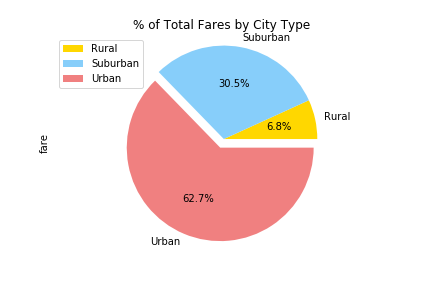 % of Total Fares by City Type
Rural
Suburban
Urban
Suburban
30.5%
6.8%
Rural
fare
62.7%
Urban